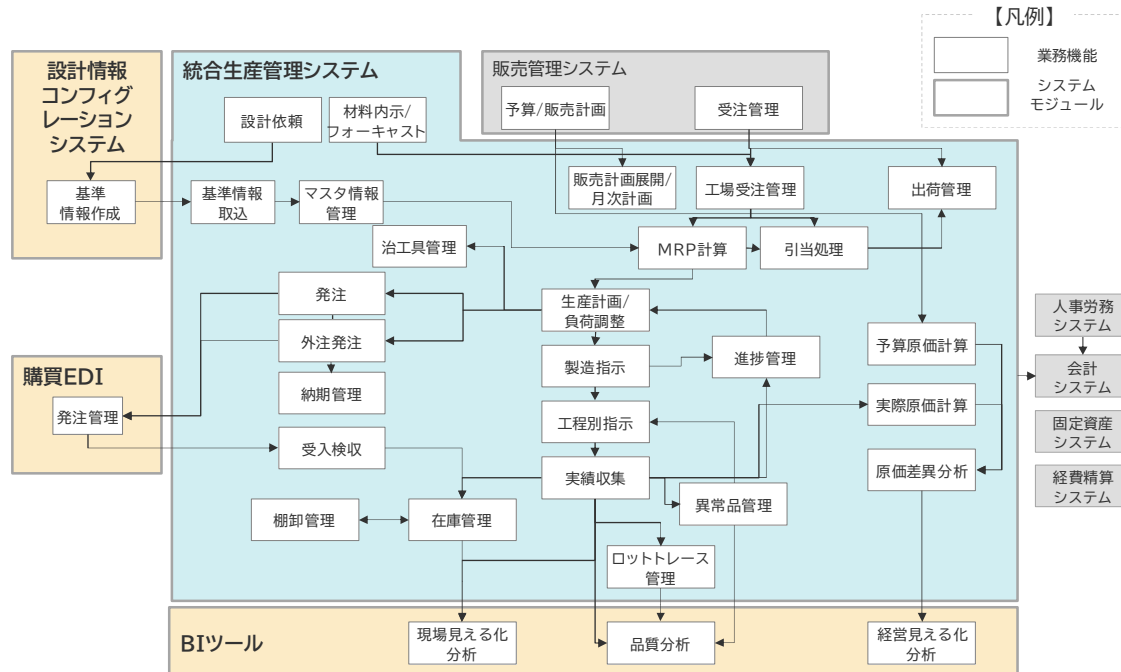 【凡例】
業務機能
システム
モジュール
設計情報
コンフィグ
レーション
システム
統合生産管理システム
販売管理システム
設計依頼
材料内示/
フォーキャスト
予算/販売計画
受注管理
基準
情報作成
基準情報
取込
マスタ情報
管理
販売計画展開/
月次計画
工場受注管理
出荷管理
治工具管理
MRP計算
引当処理
発注
生産計画/
負荷調整
人事労務
システム
外注発注
製造指示
進捗管理
予算原価計算
会計
システム
購買EDI
納期管理
発注管理
工程別指示
実際原価計算
固定資産
システム
受入検収
実績収集
原価差異分析
経費精算
システム
棚卸管理
在庫管理
異常品管理
ロットトレース
管理
BIツール
現場見える化
分析
品質分析
経営見える化
分析